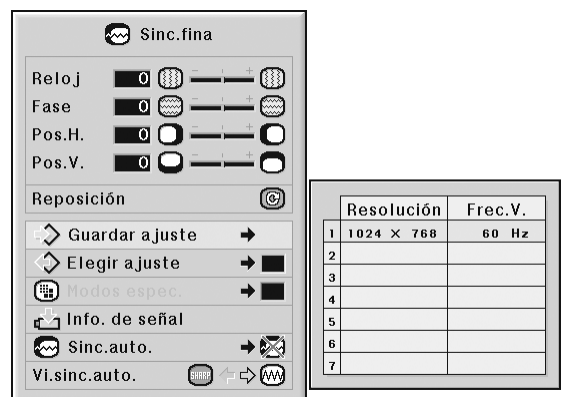 Sinc.fina
Reloj 0 - +
Fase 0 - +
Pos.H. 0 - +
Pos.V. 0 - +
Reposición
Guardar ajuste
Elegir ajuste
Modos espec.
Info. de señal
Sinc.auto.
Vi.sinc.auto. SHARP
Resolución Frec.V.
1 1024 × 768 60 Hz
2
3
4
5
6
7